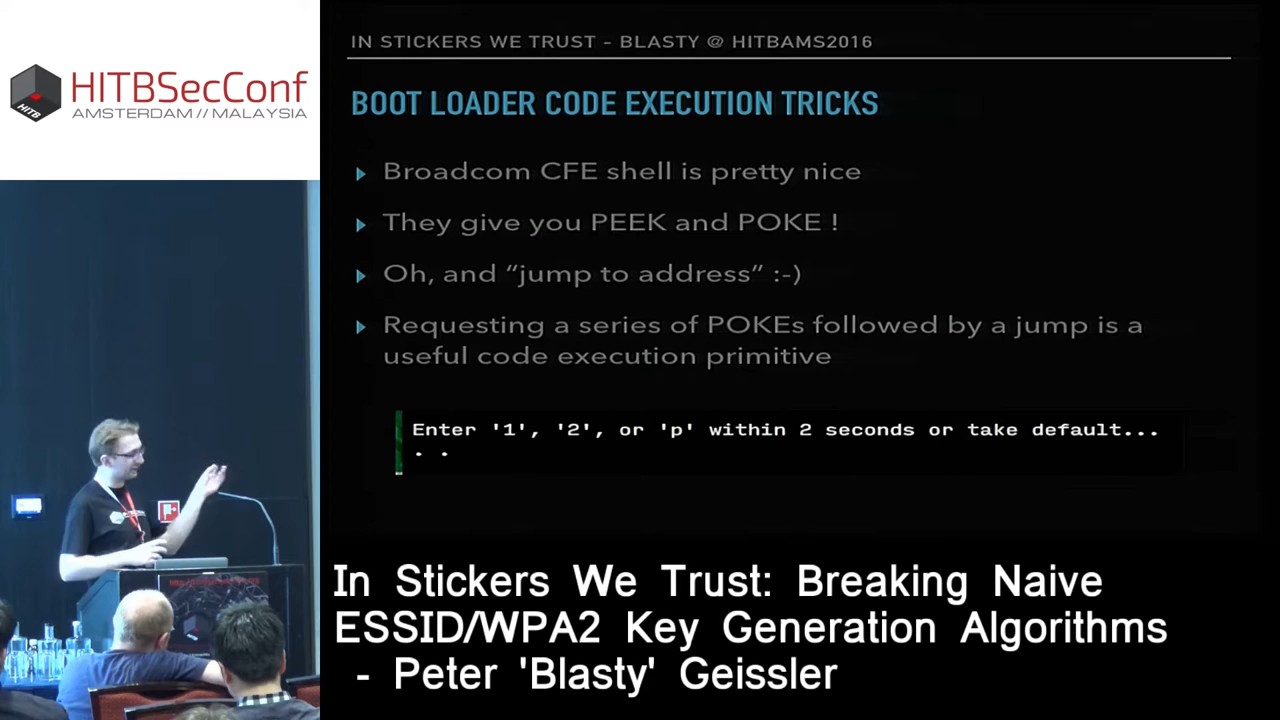 HITBSecConf
AMSTERDAM // MALAYSIA
HITB
IN STICKERS WE TRUST - BLASTY @ HITBAMS2016
BOOT LOADER CODE EXECUTION TRICKS
Broadcom CFE shell is pretty nice
They give you PEEK and POKE !
Oh, and “jump to address” :-)
Requesting a series of POKEs followed by a jump is a
useful code execution primitive
Enter '1', '2', or 'p' within 2 seconds or take default...
. .
In Stickers We Trust: Breaking Naive
ESSID/WPA2 Key Generation Algorithms
- Peter 'Blasty' Geissler